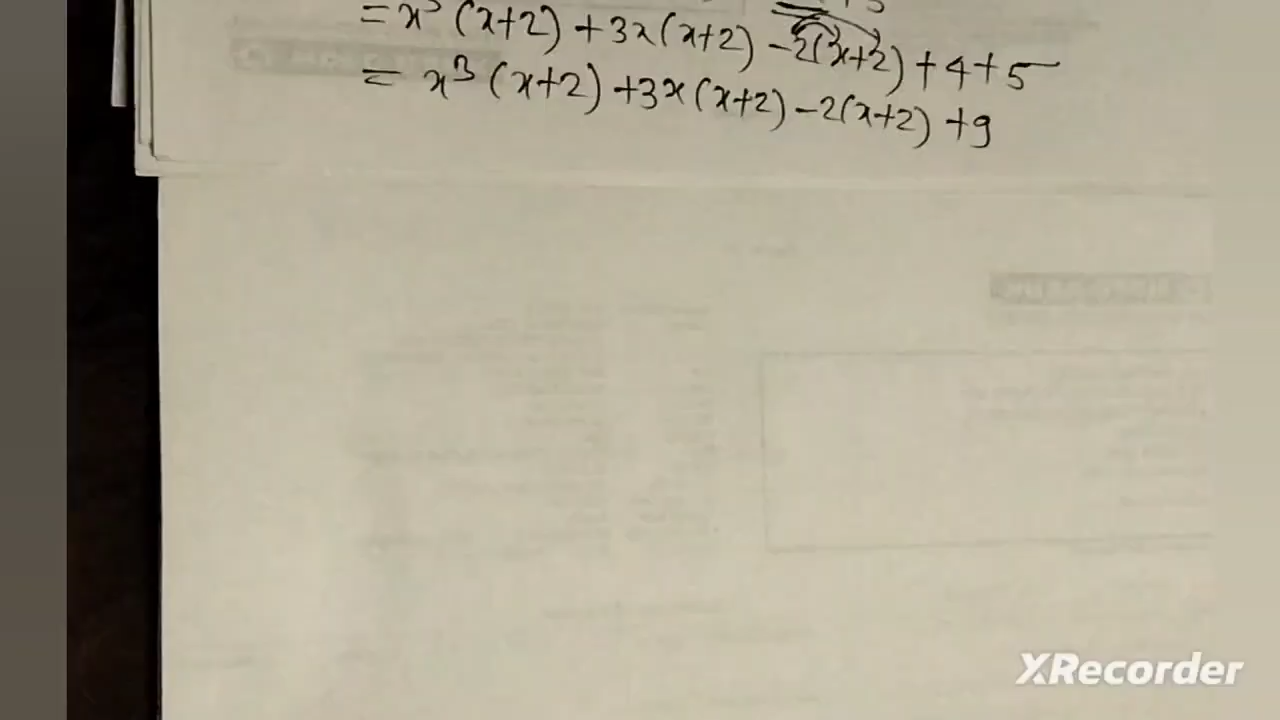 = x³ (x+2) + 3x(x+2) - 2(x+2) + 4 + 5
= x³ (x+2) + 3x (x+2) - 2(x+2) + 9
XRecorder